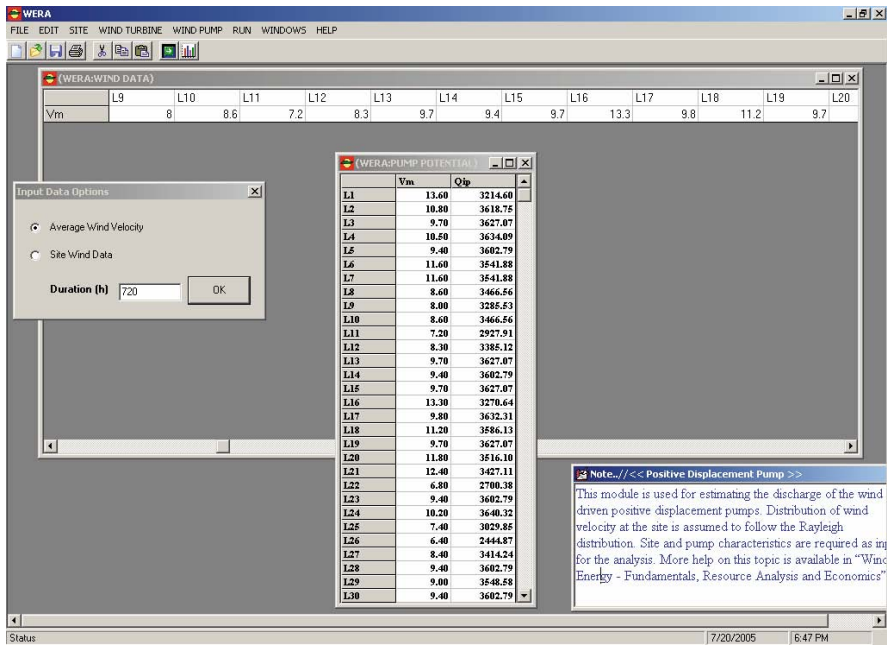 WERA
FILE EDIT SITE WIND TURBINE WIND PUMP RUN WINDOWS HELP
(WERA:WIND DATA)
L9 L10 L11 L12 L13 L14 L15 L16 L17 L18 L19 L20
Vm 8 8.6 7.2 8.3 9.7 9.4 9.7 13.3 9.8 11.2 9.7
Input Data Options
Average Wind Velocity
Site Wind Data
Duration (h) 720 OK
(WERA:PUMP POTENTIAL)
Vm Qip
L1 13.60 3214.60
L2 10.80 3618.75
L3 9.70 3627.07
L4 10.50 3634.09
L5 9.40 3602.79
L6 11.60 3541.88
L7 11.60 3541.88
L8 8.60 3466.56
L9 8.00 3285.53
L10 8.60 3466.56
L11 7.20 2927.91
L12 8.30 3385.12
L13 9.70 3627.07
L14 9.40 3602.79
L15 9.70 3627.07
L16 13.30 3270.64
L17 9.80 3632.31
L18 11.20 3586.13
L19 9.70 3627.07
L20 11.80 3516.10
L21 12.40 3427.11
L22 6.80 2700.38
L23 9.40 3602.79
L24 10.20 3640.32
L25 7.40 3029.85
L26 6.40 2444.87
L27 8.40 3414.24
L28 9.40 3602.79
L29 9.00 3548.58
L30 9.40 3602.79
Note..//<< Positive Displacement Pump >>
This module is used for estimating the discharge of the wind
driven positive displacement pumps. Distribution of wind
velocity at the site is assumed to follow the Rayleigh
distribution. Site and pump characteristics are required as
for the analysis. More help on this topic is available in “
Energy - Fundamentals, Resource Analysis and Economics”
Status 7/20/2005 6:47 PM